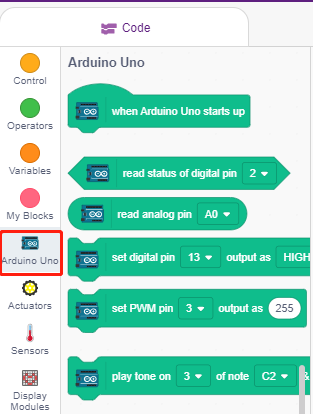 Code
Arduino Uno
Control
when Arduino Uno starts up
Operators
Variables
read status of digital pin 2
My Blocks
read analog pin A0
Arduino Uno
set digital pin 13 output as HIGH
Actuators
set PWM pin 3 output as 255
Sensors
play tone on 3 of note C2 &
Display
Modules